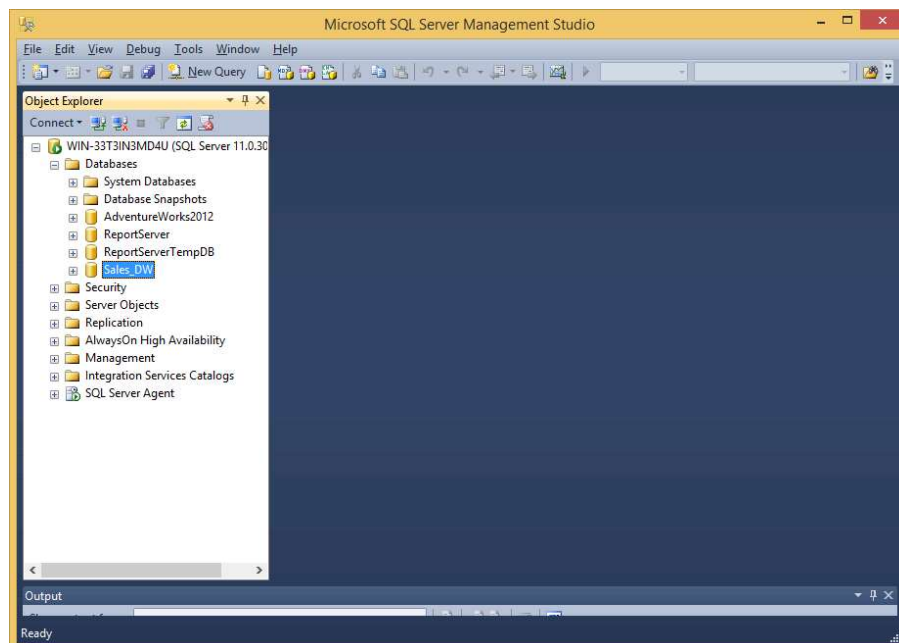 Microsoft SQL Server Management Studio
File Edit View Debug Tools Window Help
New Query
Object Explorer
Connect
WIN-33T3IN3MD4U (SQL Server 11.0.30
Databases
System Databases
Database Snapshots
AdventureWorks2012
ReportServer
ReportServerTempDB
Sales_DW
Security
Server Objects
Replication
AlwaysOn High Availability
Management
Integration Services Catalogs
SQL Server Agent
Output
Ready